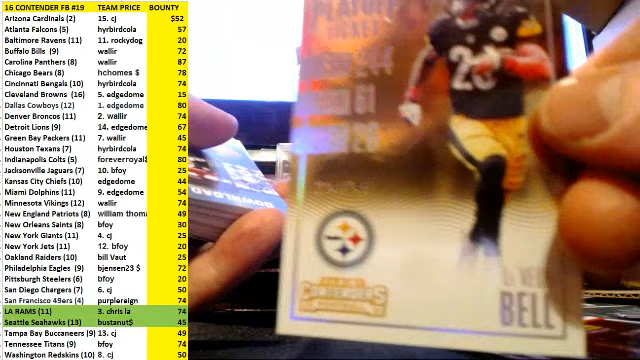 16 CONTENDER FB #19 TEAM PRICE BOUNTY
Arizona Cardinals (2) 15. cj $52
Atlanta Falcons (5) hyrbirdcola 57
Baltimore Ravens (11) 11. rockydog 20
Buffalo Bills (9) wallir 72
Carolina Panthers (8) wallir 87
Chicago Bears (8) hchomes $ 78
Cincinnati Bengals (10) hyrbirdcola 74
Cleveland Browns (16) 5. edgedome 15
Dallas Cowboys (12) 1. edgedome 80
Denver Broncos (11) 2. wallir 74
Detroit Lions (9) 14. edgedome 67
Green Bay Packers (11) 7. wallir 45
Houston Texans (7) hyrbirdcola 74
Indianapolis Colts (5) foreverroyal$ 80
Jacksonville Jaguars (7) 10. bfoy 25
Kansas City Chiefs (10) edgedome 44
Miami Dolphins (11) 9. edgedome 54
Minnesota Vikings (12) wallir 74
New England Patriots (8) william thoma 49
New Orleans Saints (8) bfoy 30
New York Giants (11) 4. cj 25
New York Jets (11) 12. bfoy 20
Oakland Raiders (10) bill Vaut 25
Philadelphia Eagles (9) bjensen23 $ 72
Pittsburgh Steelers (6) bfoy 20
San Diego Chargers (7) 6. cj 50
San Francisco 49ers (4) purplereign 74
LA RAMS (11) 3. chris la 74
Seattle Seahawks (13) bustanut$ 45
Tampa Bay Buccaneers (9) 13. cj 49
Tennessee Titans (9) bfoy 74
Washington Redskins (10) 8. cj 50
PLAYOFF
TICKET
DOWNLOAD
Steelers
CONTENDERS
BELL